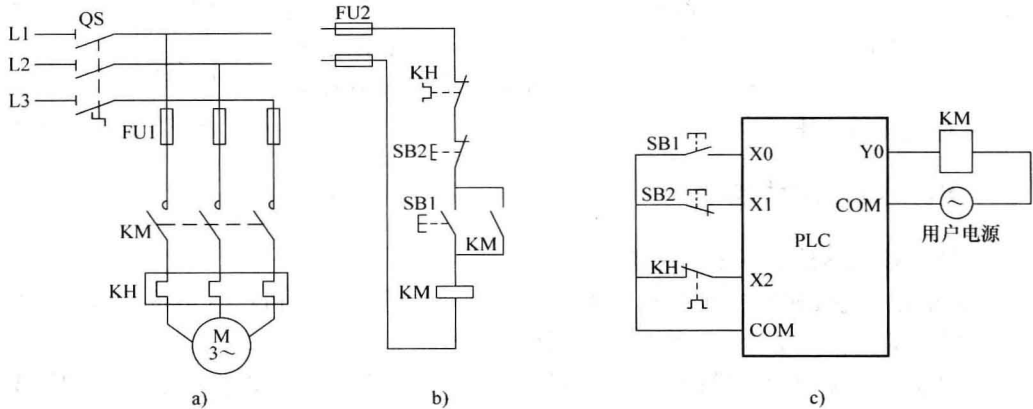 QS
L1
L2
L3
FU1
KM
KH
M
3～
a)
FU2
KH
SB2
SB1
KM
KM
b)
SB1
X0
SB2
X1
KH
X2
COM
PLC
Y0
KM
COM
用户电源
c)